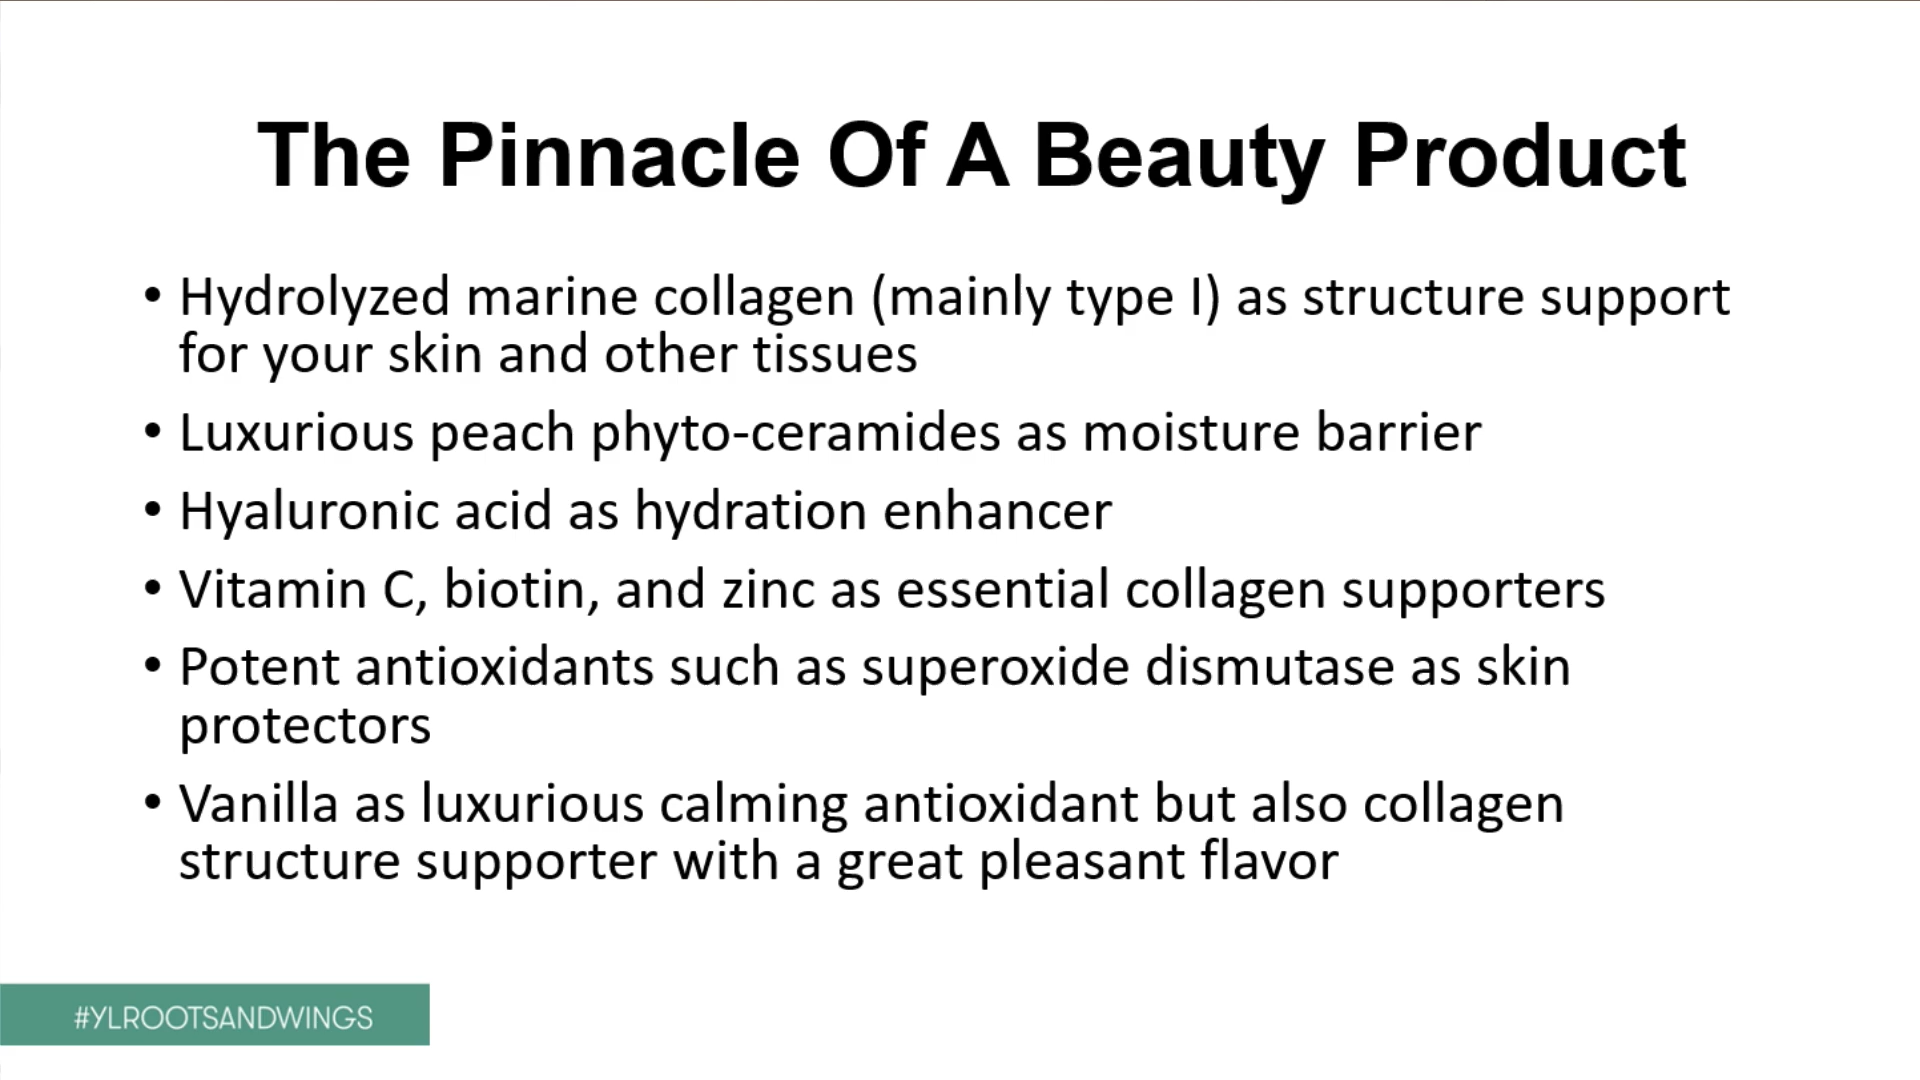 The Pinnacle Of A Beauty Product
• Hydrolyzed marine collagen (mainly type I) as structure support
for your skin and other tissues
• Luxurious peach phyto-ceramides as moisture barrier
• Hyaluronic acid as hydration enhancer
• Vitamin C, biotin, and zinc as essential collagen supporters
• Potent antioxidants such as superoxide dismutase as skin
protectors
• Vanilla as luxurious calming antioxidant but also collagen
structure supporter with a great pleasant flavor
#YLROOTSANDWINGS